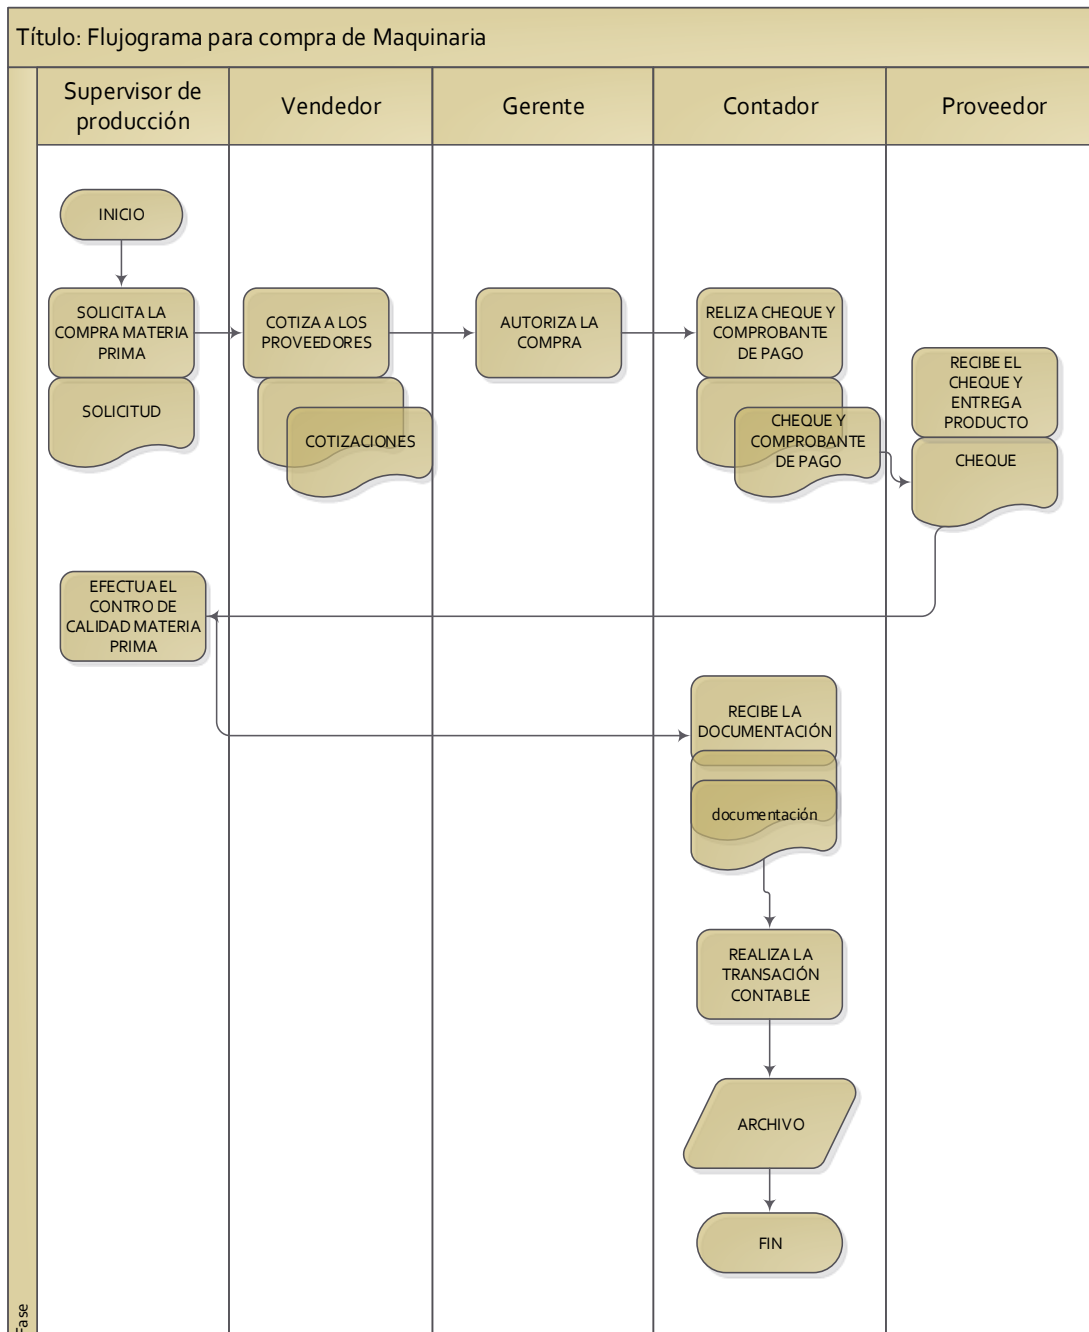 Título: Flujograma para compra de Maquinaria
Supervisor de
producción
Vendedor
Gerente
Contador
Proveedor
INICIO
SOLICITA LA
COMPRA MATERIA
PRIMA
SOLICITUD
COTIZA A LOS
PROVEEDORES
COTIZACIONES
AUTORIZA LA
COMPRA
RELIZA CHEQUE Y
COMPROBANTE
DE PAGO
CHEQUE Y
COMPROBANTE
DE PAGO
RECIBE EL
CHEQUE Y
ENTREGA
PRODUCTO
CHEQUE
EFECTUA EL
CONTRO DE
CALIDAD MATERIA
PRIMA
RECIBE LA
DOCUMENTACIÓN
documentación
REALIZA LA
TRANSACIÓN
CONTABLE
ARCHIVO
FIN
Fase